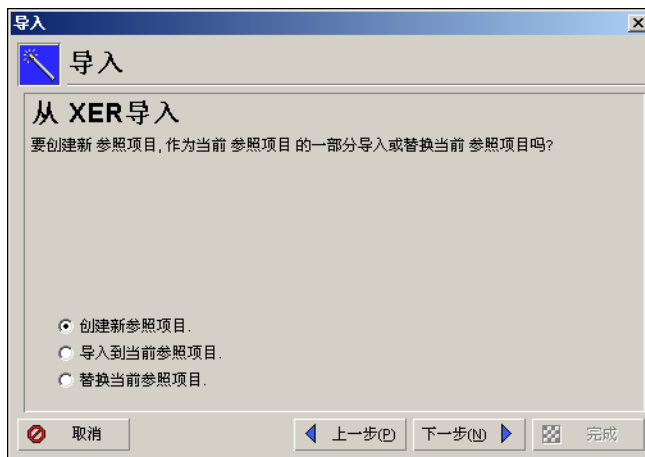 导入
导入
从 XER导入
要创建新 参照项目, 作为当前 参照项目 的一部分导入或替换当前 参照项目吗?
创建新参照项目.
导入到当前参照项目.
替换当前参照项目.
取消 上一步(P) 下一步(N) 完成